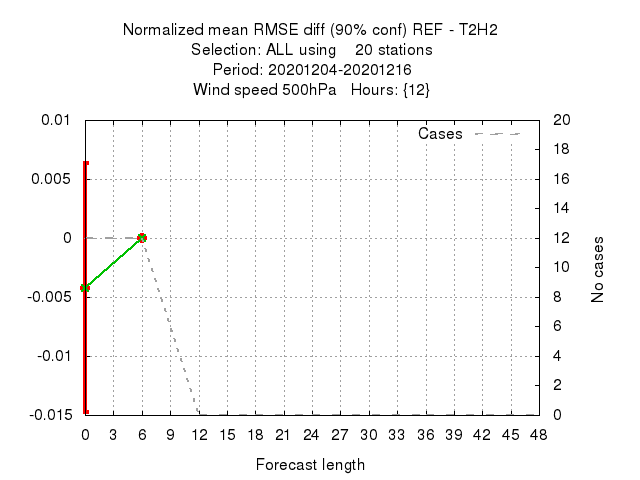 Normalized mean RMSE diff (90% conf) REF - T2H2
Selection: ALL using    20 stations
Period: 20201204-20201216
Wind speed 500hPa   Hours: {12}
Cases
0.01
0.005
0
-0.005
-0.01
-0.015
20
18
16
14
12
10
8
6
4
2
0
No cases
0 3 6 9 12 15 18 21 24 27 30 33 36 39 42 45 48
Forecast length